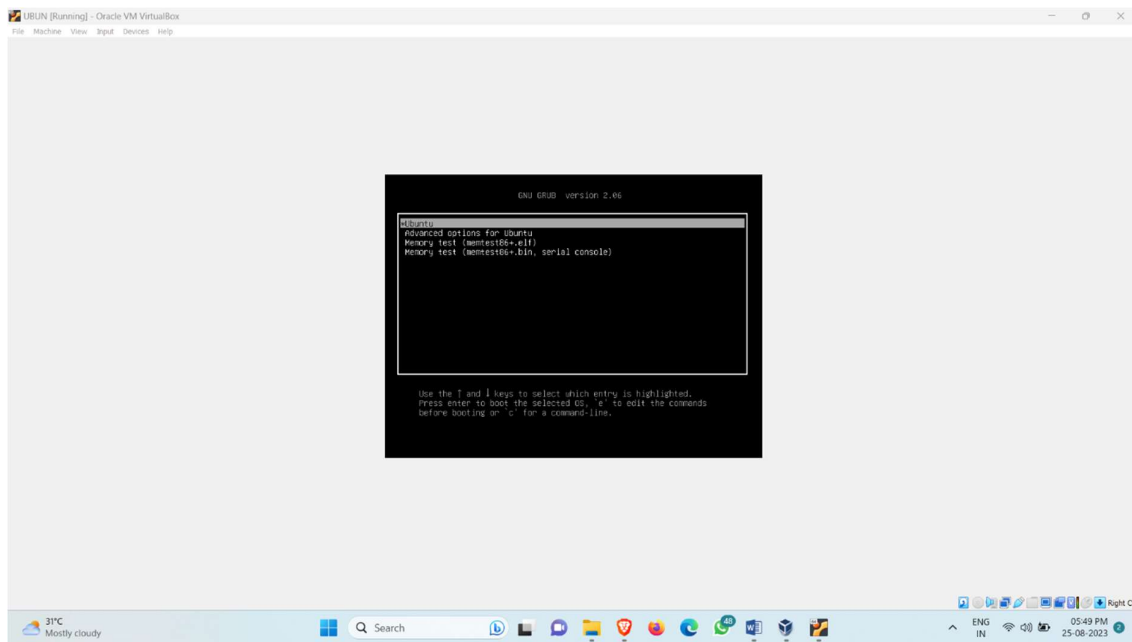 UBUN [Running] - Oracle VM VirtualBox
File Machine View Input Devices Help
GNU GRUB version 2.06
*Ubuntu
Advanced options for Ubuntu
Memory test (memtest86+.elf)
Memory test (memtest86+.bin, serial console)
Use the ↑ and ↓ keys to select which entry is highlighted.
Press enter to boot the selected OS, `e' to edit the commands
before booting or `c' for a command-line.
Right C
31°C
Mostly cloudy
Search
48
ENG
IN
05:49 PM
25-08-2023
2